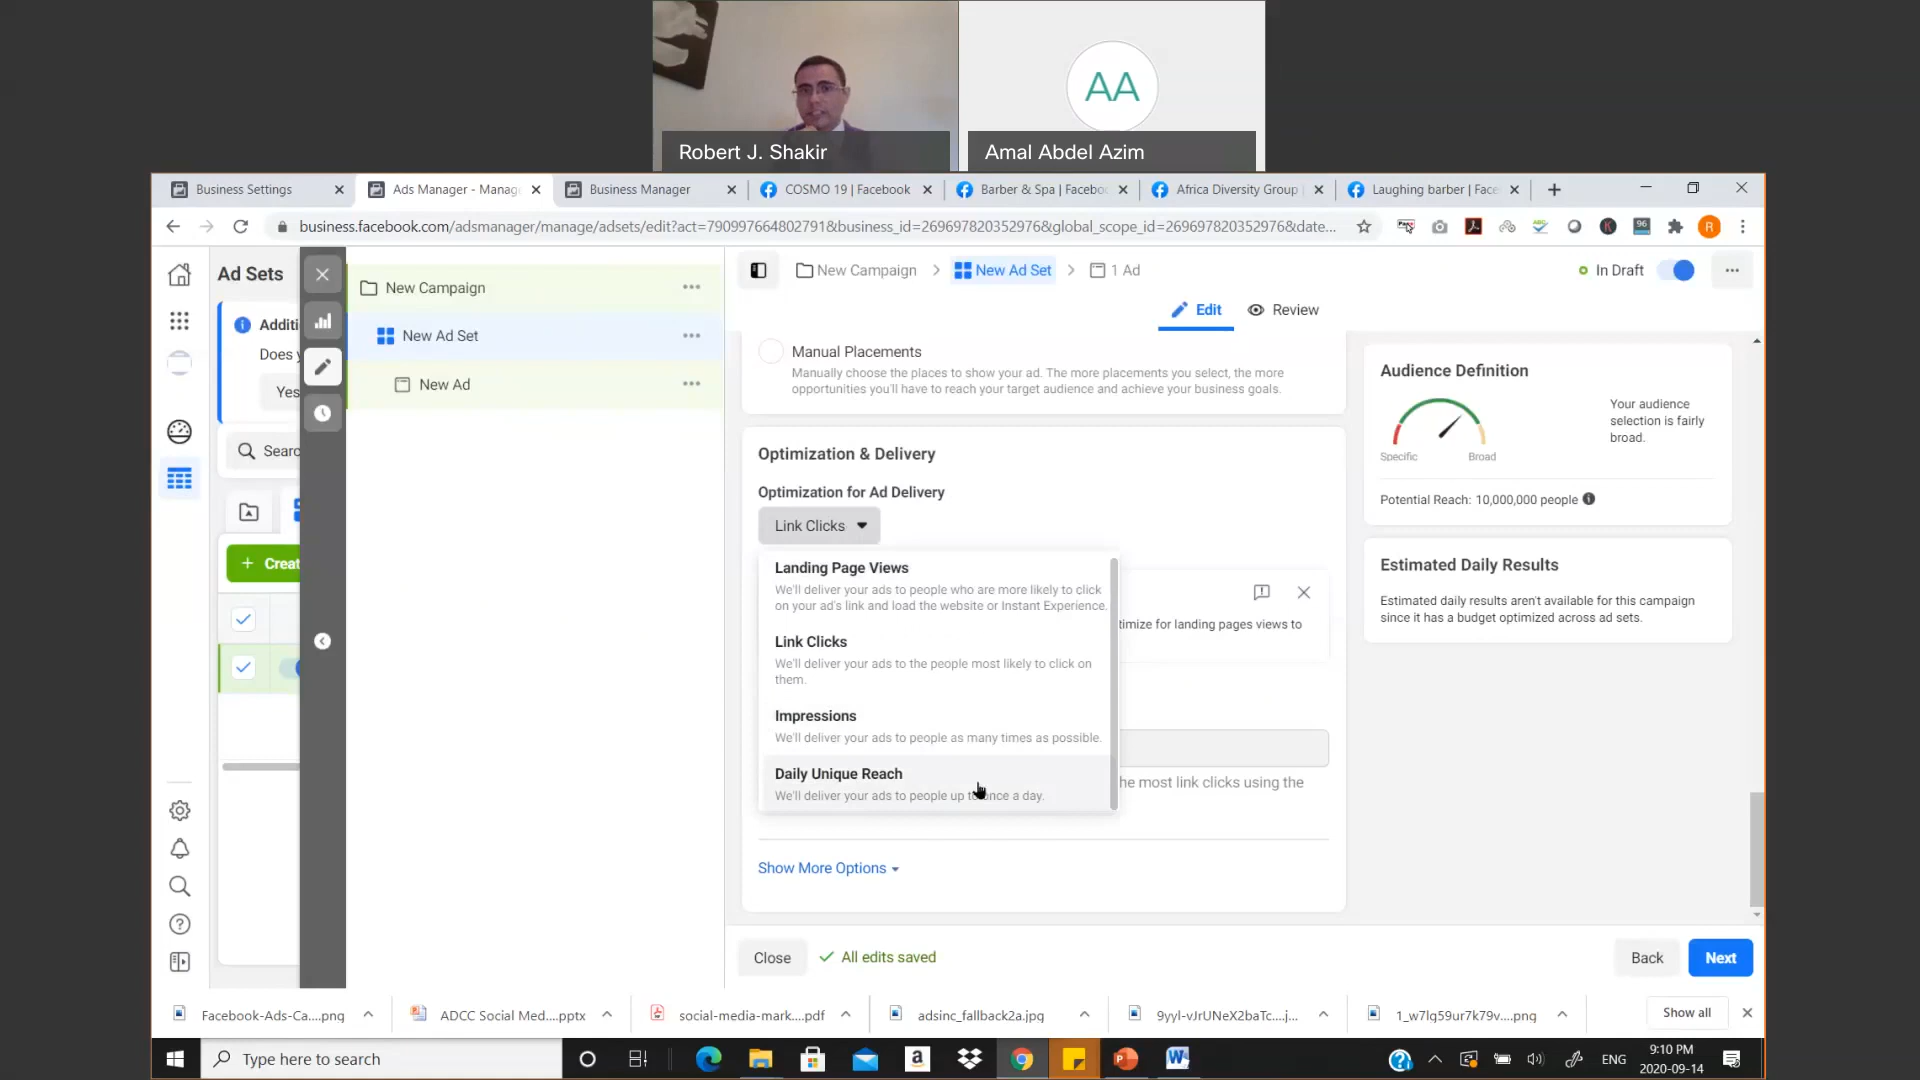 AA
Robert J. Shakir
Amal Abdel Azim
Business Settings
Ads Manager - Manag
Business Manager
COSMO 19 | Facebook
Barber & Spa | Facebo
Africa Diversity Group |
Laughing barber | Face
business.facebook.com/adsmanager/manage/adsets/edit?act=790997664802791&business_id=269697820352976&global_scope_id=269697820352976&date...
96
R
Ad Sets
Additi
Does y
Yes
Searc
+ Creat
New Campaign
New Ad Set
New Ad
New Campaign
New Ad Set
1 Ad
In Draft
Edit
Review
Manual Placements
Manually choose the places to show your ad. The more placements you select, the more
opportunities you'll have to reach your target audience and achieve your business goals.
Optimization & Delivery
Optimization for Ad Delivery
Link Clicks
Landing Page Views
We'll deliver your ads to people who are more likely to click
on your ad's link and load the website or Instant Experience.
timize for landing pages views to
Link Clicks
We'll deliver your ads to the people most likely to click on
them.
Impressions
We'll deliver your ads to people as many times as possible.
Daily Unique Reach
We'll deliver your ads to people up to once a day.
he most link clicks using the
Show More Options
Audience Definition
Specific
Broad
Your audience
selection is fairly
broad.
Potential Reach: 10,000,000 people
Estimated Daily Results
Estimated daily results aren't available for this campaign
since it has a budget optimized across ad sets.
Close
All edits saved
Back
Next
Facebook-Ads-Ca....png
ADCC Social Med....pptx
social-media-mark....pdf
adsinc_fallback2a.jpg
9yyl-vJrUNeX2baTc....j...
1_w7lg59ur7k79v....png
Show all
Type here to search
ENG
9:10 PM
2020-09-14